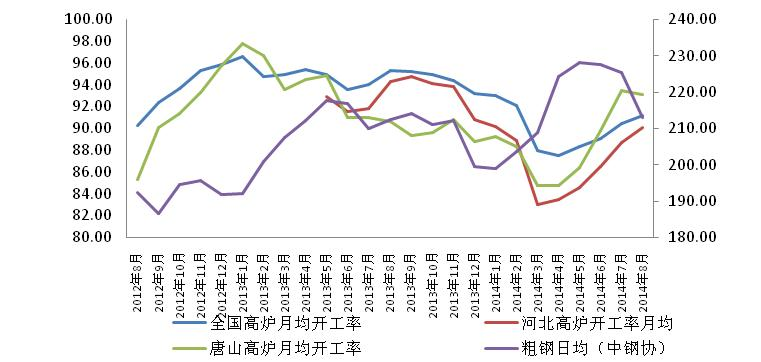 100.00
98.00
96.00
94.00
92.00
90.00
88.00
86.00
84.00
82.00
80.00
240.00
230.00
220.00
210.00
200.00
190.00
180.00
2012年8月
2012年9月
2012年10月
2012年11月
2012年12月
2013年1月
2013年2月
2013年3月
2013年4月
2013年5月
2013年6月
2013年7月
2013年8月
2013年9月
2013年10月
2013年11月
2013年12月
2014年1月
2014年2月
2014年3月
2014年4月
2014年5月
2014年6月
2014年7月
2014年8月
全国高炉月均开工率 河北高炉开工率月均
唐山高炉月均开工率 粗钢日均（中钢协）